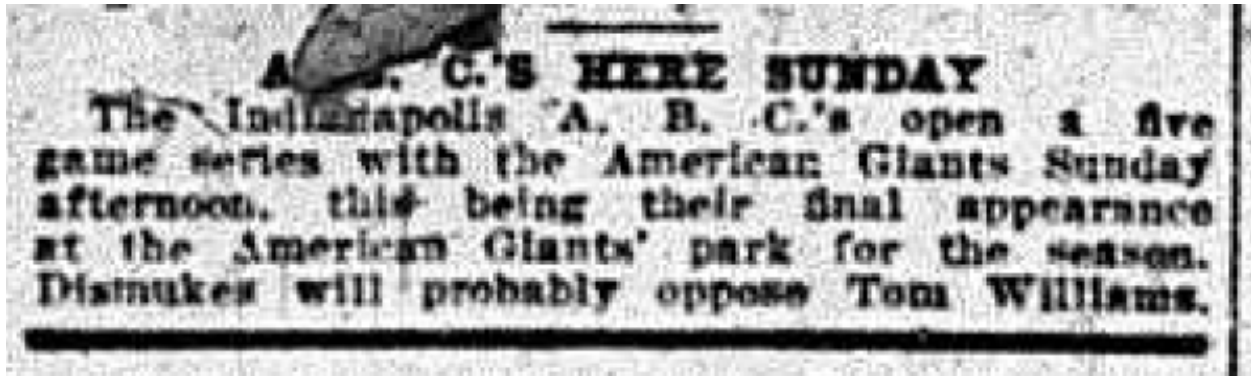 A. B. C.'S HERE SUNDAY
The Indianapolis A. B. C.'s open a five
game series with the American Giants Sunday
afternoon, this being their final appearance
at the American Giants' park for the season.
Dismukes will probably oppose Tom Williams.